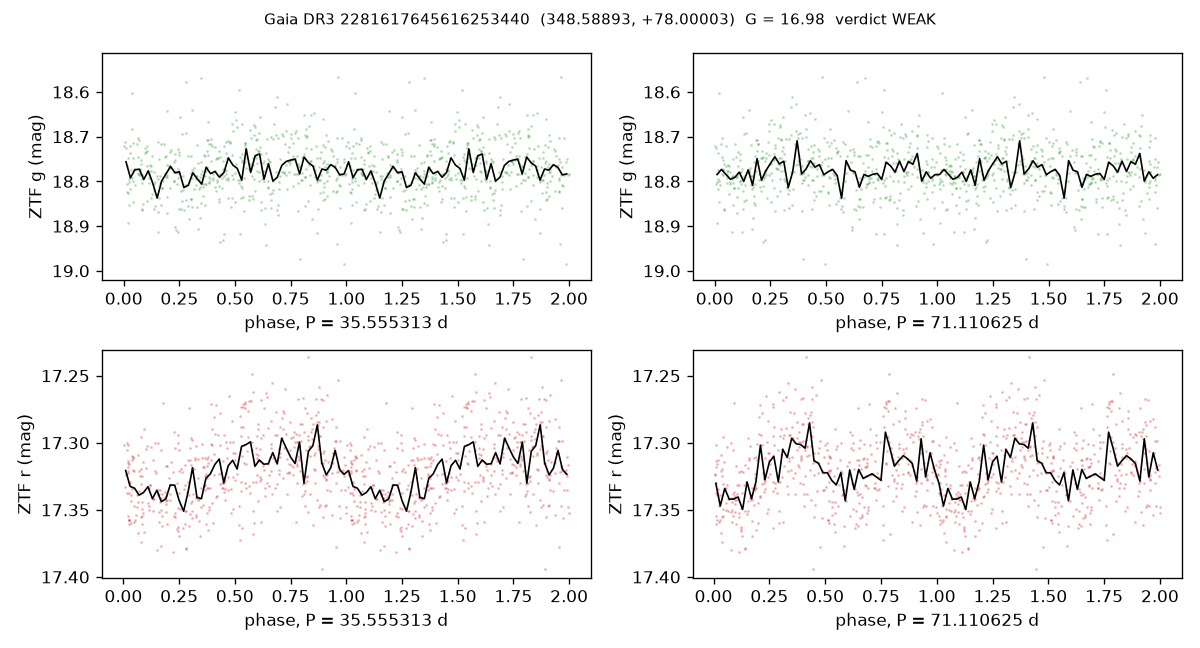 Gaia DR3 2281617645616253440 (348.58893, +78.00003) G = 16.98 verdict WEAK
ZTF g (mag)
18.6
18.7
18.8
18.9
19.0
0.00 0.25 0.50 0.75 1.00 1.25 1.50 1.75 2.00
phase, P = 35.555313 d
ZTF g (mag)
18.6
18.7
18.8
18.9
19.0
0.00 0.25 0.50 0.75 1.00 1.25 1.50 1.75 2.00
phase, P = 71.110625 d
ZTF r (mag)
17.25
17.30
17.35
17.40
0.00 0.25 0.50 0.75 1.00 1.25 1.50 1.75 2.00
phase, P = 35.555313 d
ZTF r (mag)
17.25
17.30
17.35
17.40
0.00 0.25 0.50 0.75 1.00 1.25 1.50 1.75 2.00
phase, P = 71.110625 d